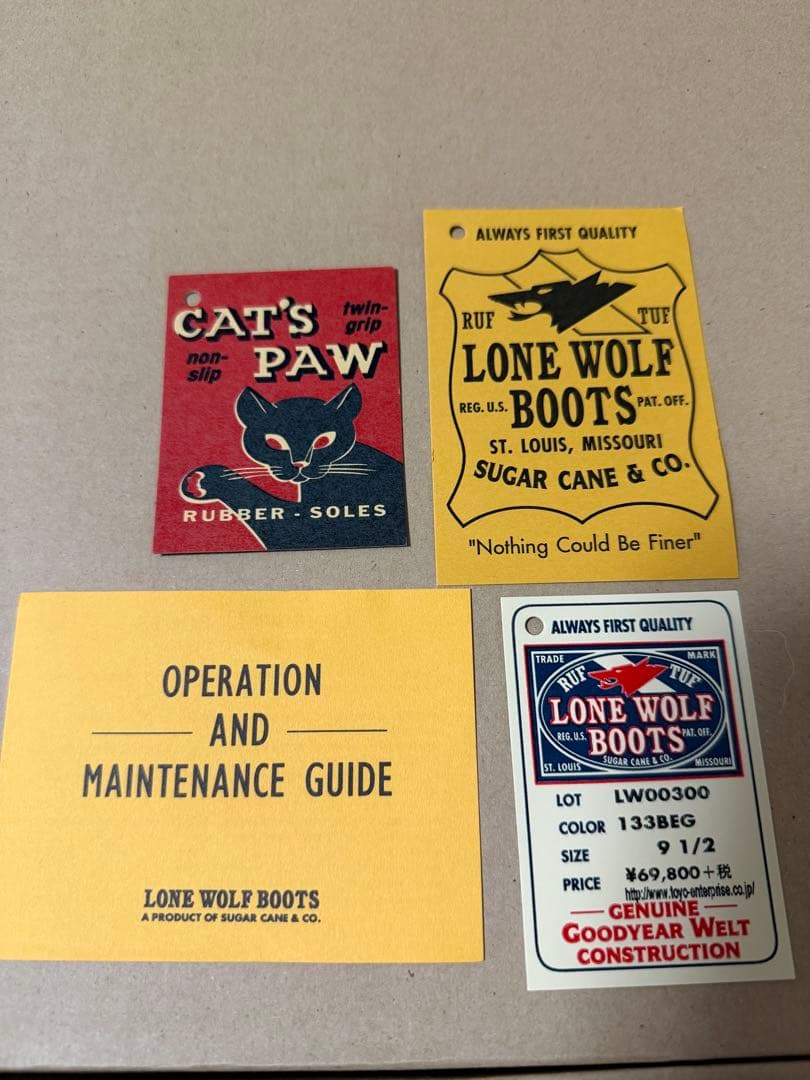 CAT'S
twin-
grip
non-
slip
PAW
RUBBER - SOLES
ALWAYS FIRST QUALITY
RUF TUF
LONE WOLF
REG. U.S. BOOTS PAT. OFF.
ST. LOUIS, MISSOURI
SUGAR CANE & CO.
"Nothing Could Be Finer"
OPERATION
AND
MAINTENANCE GUIDE
LONE WOLF BOOTS
A PRODUCT OF SUGAR CANE & CO.
ALWAYS FIRST QUALITY
TRADE MARK
RUF TUF
LONE WOLF
REG. U.S. BOOTS PAT. OFF.
SUGAR CANE & CO.
ST. LOUIS MISSOURI
LOT LW00300
COLOR 133BEG
SIZE 9 1/2
PRICE ¥69,800+税
http://www.toyo-enterprise.co.jp/
GENUINE
GOODYEAR WELT
CONSTRUCTION